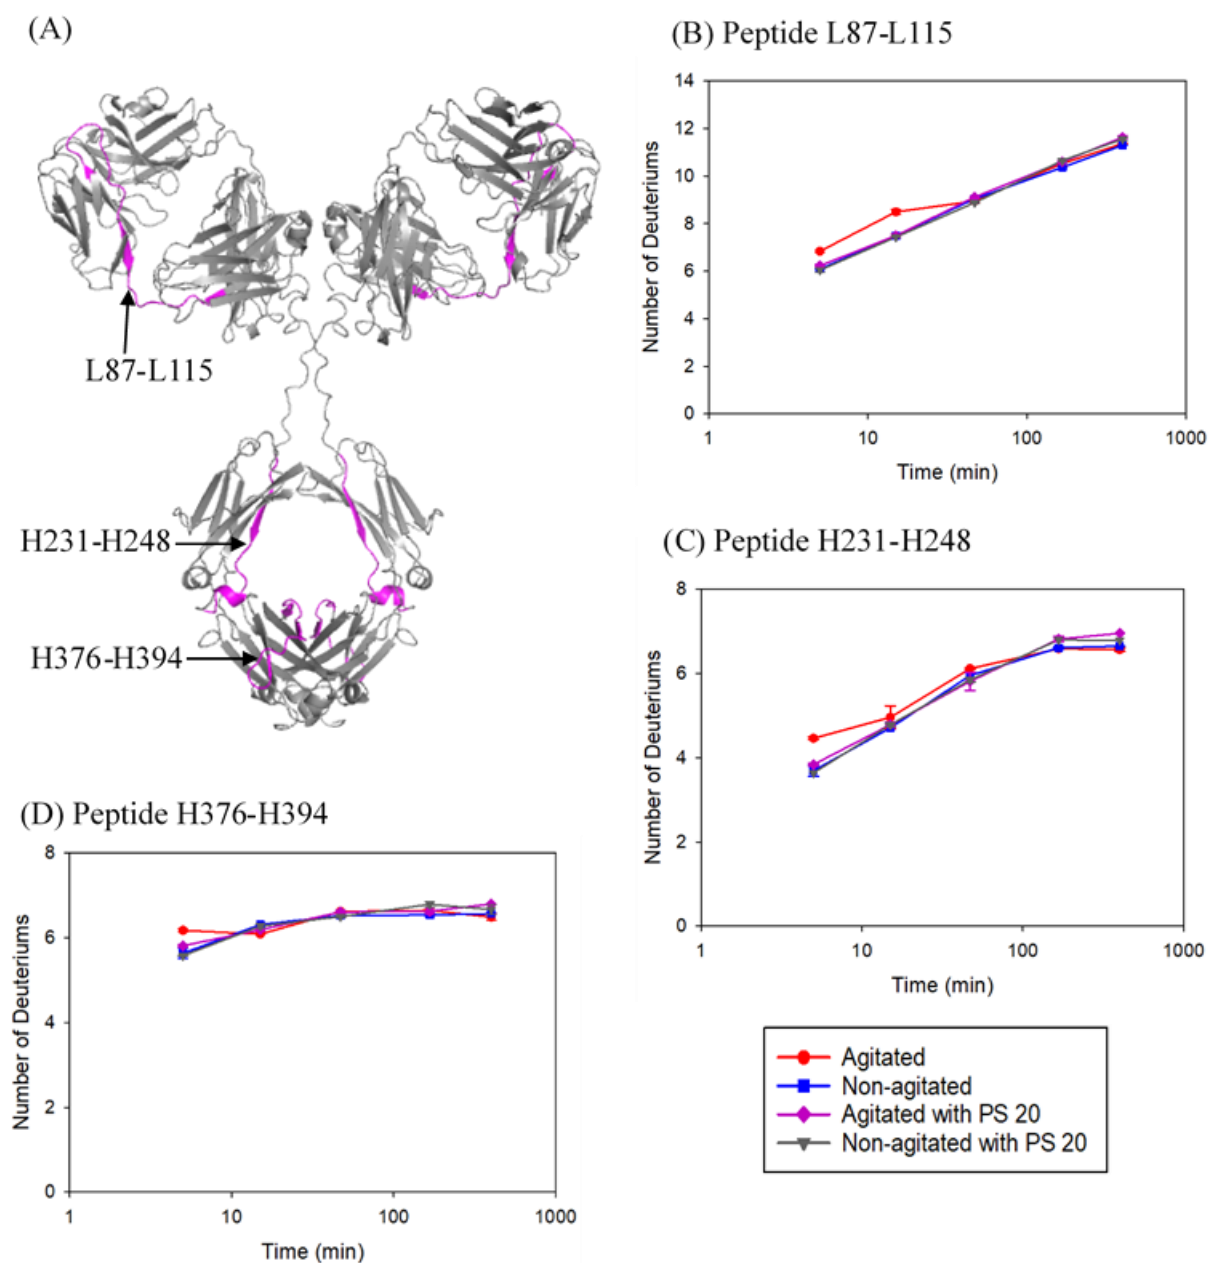 (A)
L87-L115
H231-H248
H376-H394
(B) Peptide L87-L115
Number of Deuteriums
14
12
10
8
6
4
2
0
1
10
100
1000
Time (min)
(C) Peptide H231-H248
Number of Deuteriums
8
6
4
2
0
1
10
100
1000
Time (min)
(D) Peptide H376-H394
Number of Deuteriums
8
6
4
2
0
1
10
100
1000
Time (min)
Agitated
Non-agitated
Agitated with PS 20
Non-agitated with PS 20